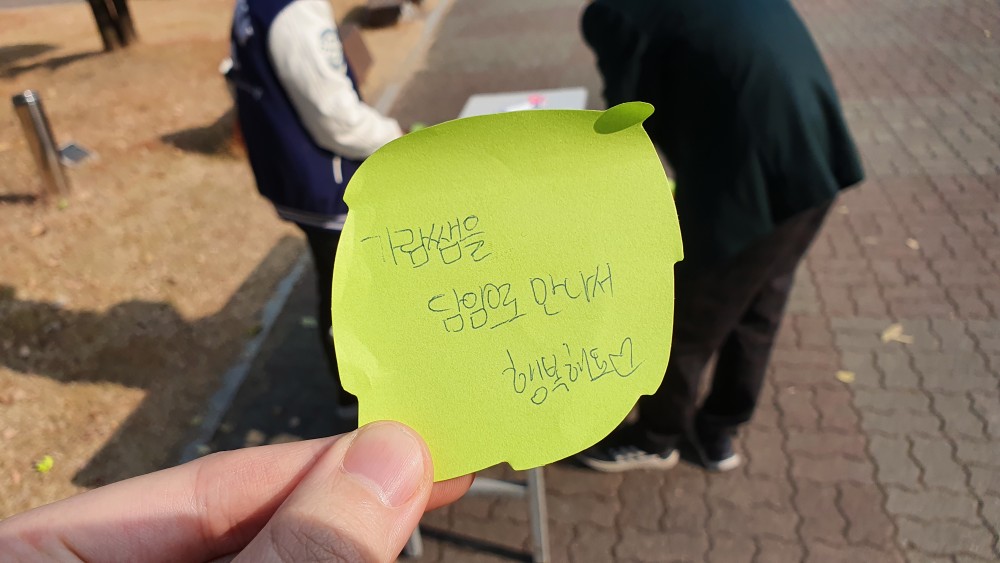 가람쌤을
담임으로 만나서
행복해요♡